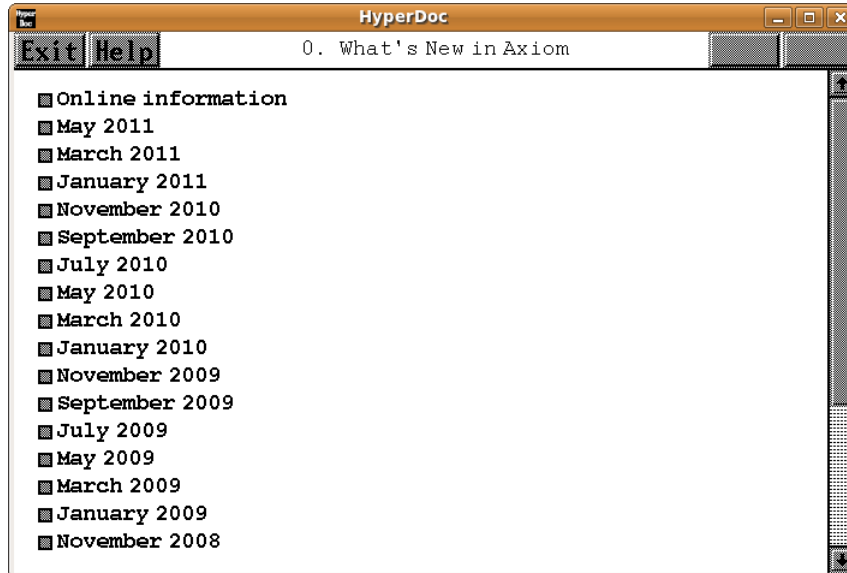 Hyper
Doc
HyperDoc
Exit Help
0. What's New in Axiom
Online information
May 2011
March 2011
January 2011
November 2010
September 2010
July 2010
May 2010
March 2010
January 2010
November 2009
September 2009
July 2009
May 2009
March 2009
January 2009
November 2008